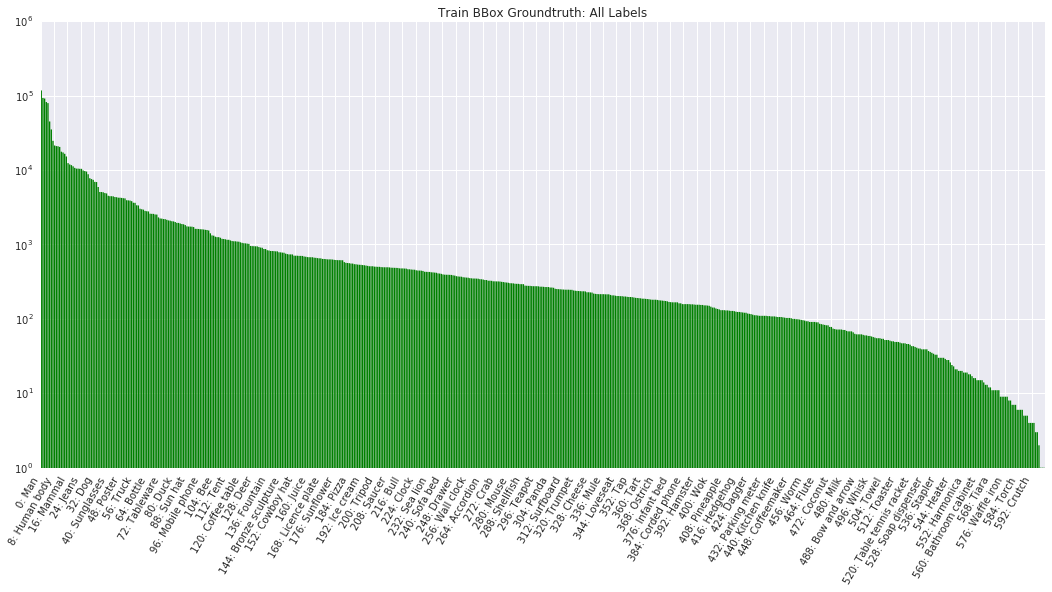 Train BBox Groundtruth: All Labels
10^6
10^5
10^4
10^3
10^2
10^1
10^0
0: Man
8: Human body
16: Mammal
24: Jeans
32: Dog
40: Sunglasses
48: Poster
56: Truck
64: Bottle
72: Tableware
80: Duck
88: Sun hat
96: Mobile phone
104: Bee
112: Tent
120: Coffee table
128: Deer
136: Fountain
144: Bronze sculpture
152: Cowboy hat
160: Juice
168: Licence plate
176: Sunflower
184: Pizza
192: Ice cream
200: Tripod
208: Saucer
216: Bull
224: Clock
232: Sea lion
240: Sofa bed
248: Drawer
256: Wall clock
264: Accordion
272: Crab
280: Mouse
288: Shellfish
296: Teapot
304: Panda
312: Surfboard
320: Trumpet
328: Cheese
336: Mule
344: Loveseat
352: Tap
360: Tart
368: Ostrich
376: Infant bed
384: Corded phone
392: Hamster
400: Wok
408: Pineapple
416: Hedgehog
424: Dagger
432: Parking meter
440: Kitchen knife
448: Coffeemaker
456: Worm
464: Flute
472: Coconut
480: Milk
488: Bow and arrow
496: Whisk
504: Towel
512: Toaster
520: Table tennis racket
528: Soap dispenser
536: Stapler
544: Heater
552: Harmonica
560: Bathroom cabinet
568: Tiara
576: Waffle iron
584: Torch
592: Crutch